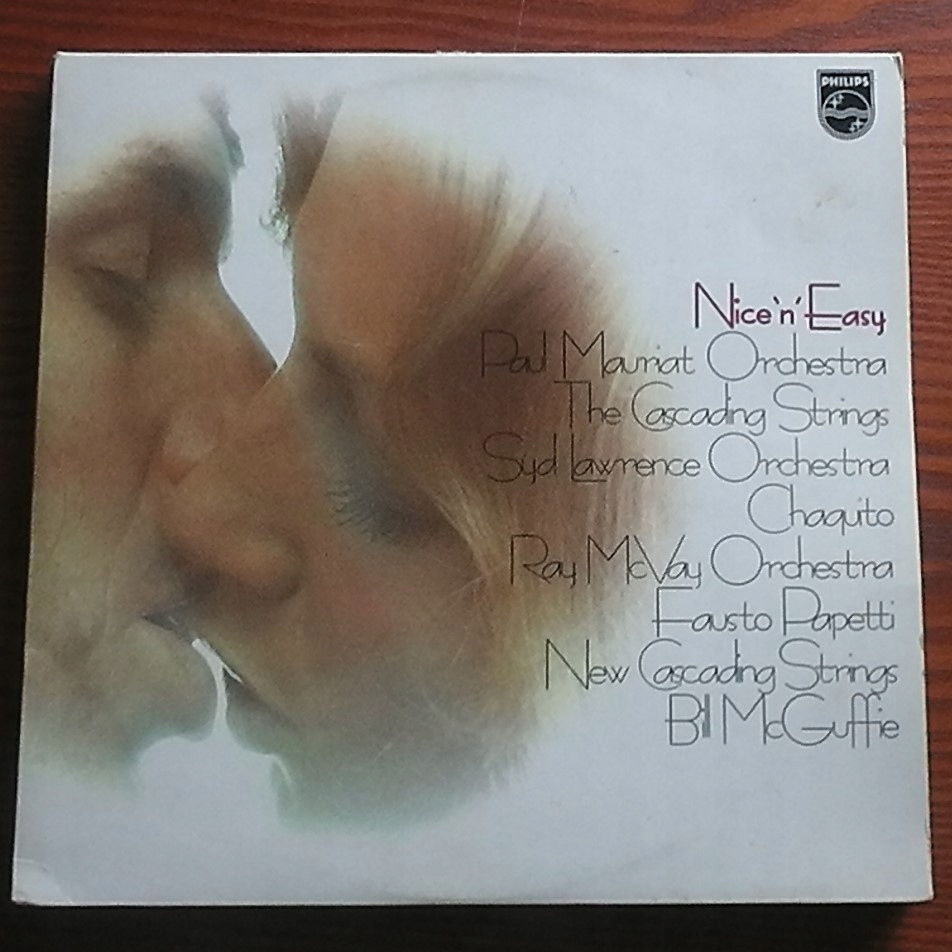 PHILIPS
Nice 'n' Easy
Paul Mauriat Orchestra
The Cascading Strings
Syd Lawrence Orchestra
Chaquito
Ray McVay Orchestra
Fausto Papetti
New Cascading Strings
Bill McGuffie